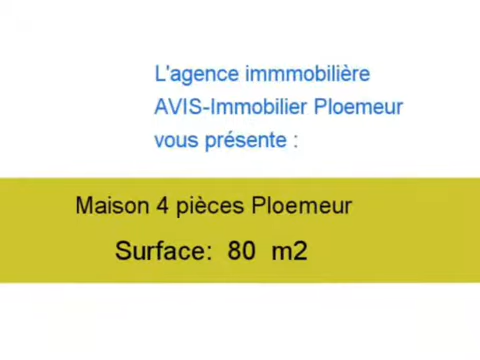 L'agence immmobilière
AVIS-Immobilier Ploemeur
vous présente :
Maison 4 pièces Ploemeur
Surface: 80 m2